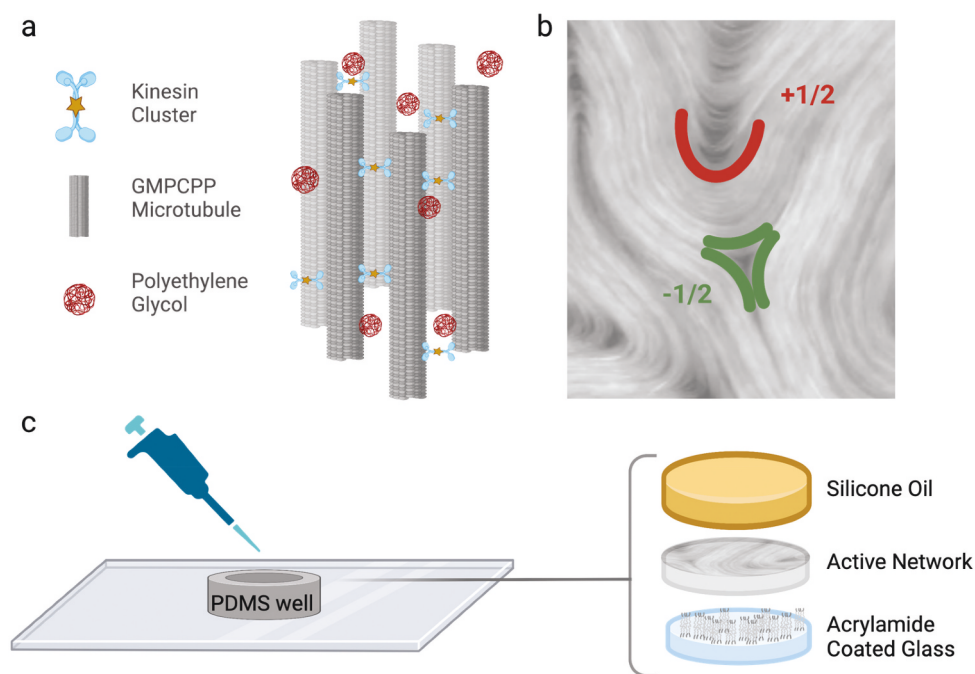 a
Kinesin
Cluster
GMPCPP
Microtubule
Polyethylene
Glycol
b
+1/2
-1/2
c
PDMS well
Silicone Oil
Active Network
Acrylamide
Coated Glass